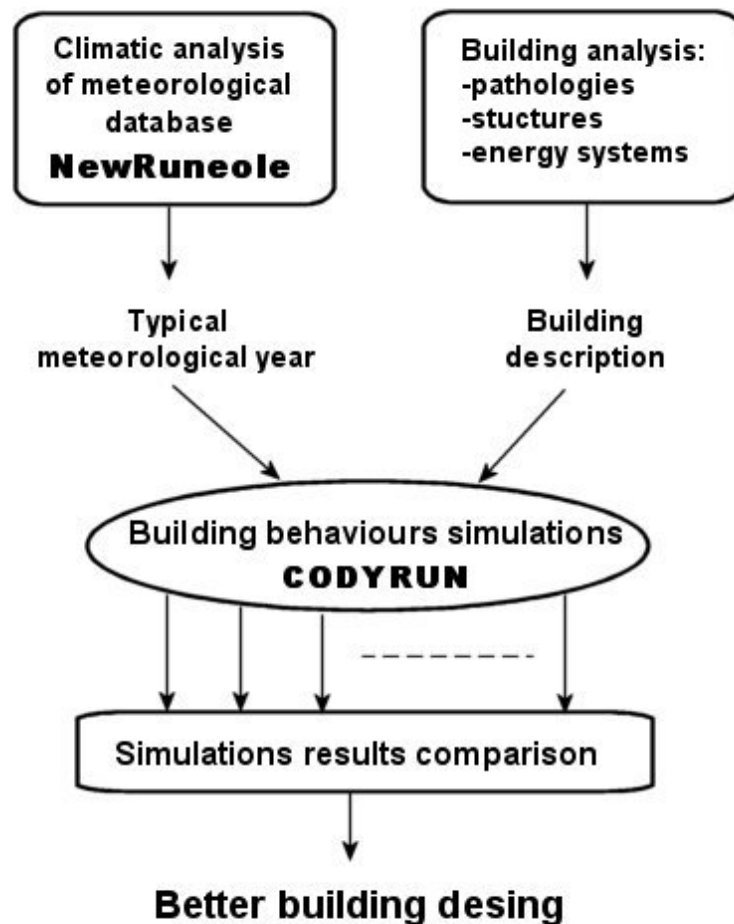 Climatic analysis
of meteorological
database
NewRuneole
Building analysis:
-pathologies
-stuctures
-energy systems
Typical
meteorological year
Building
description
Building behaviours simulations
CODYRUN
Simulations results comparison
Better building desing